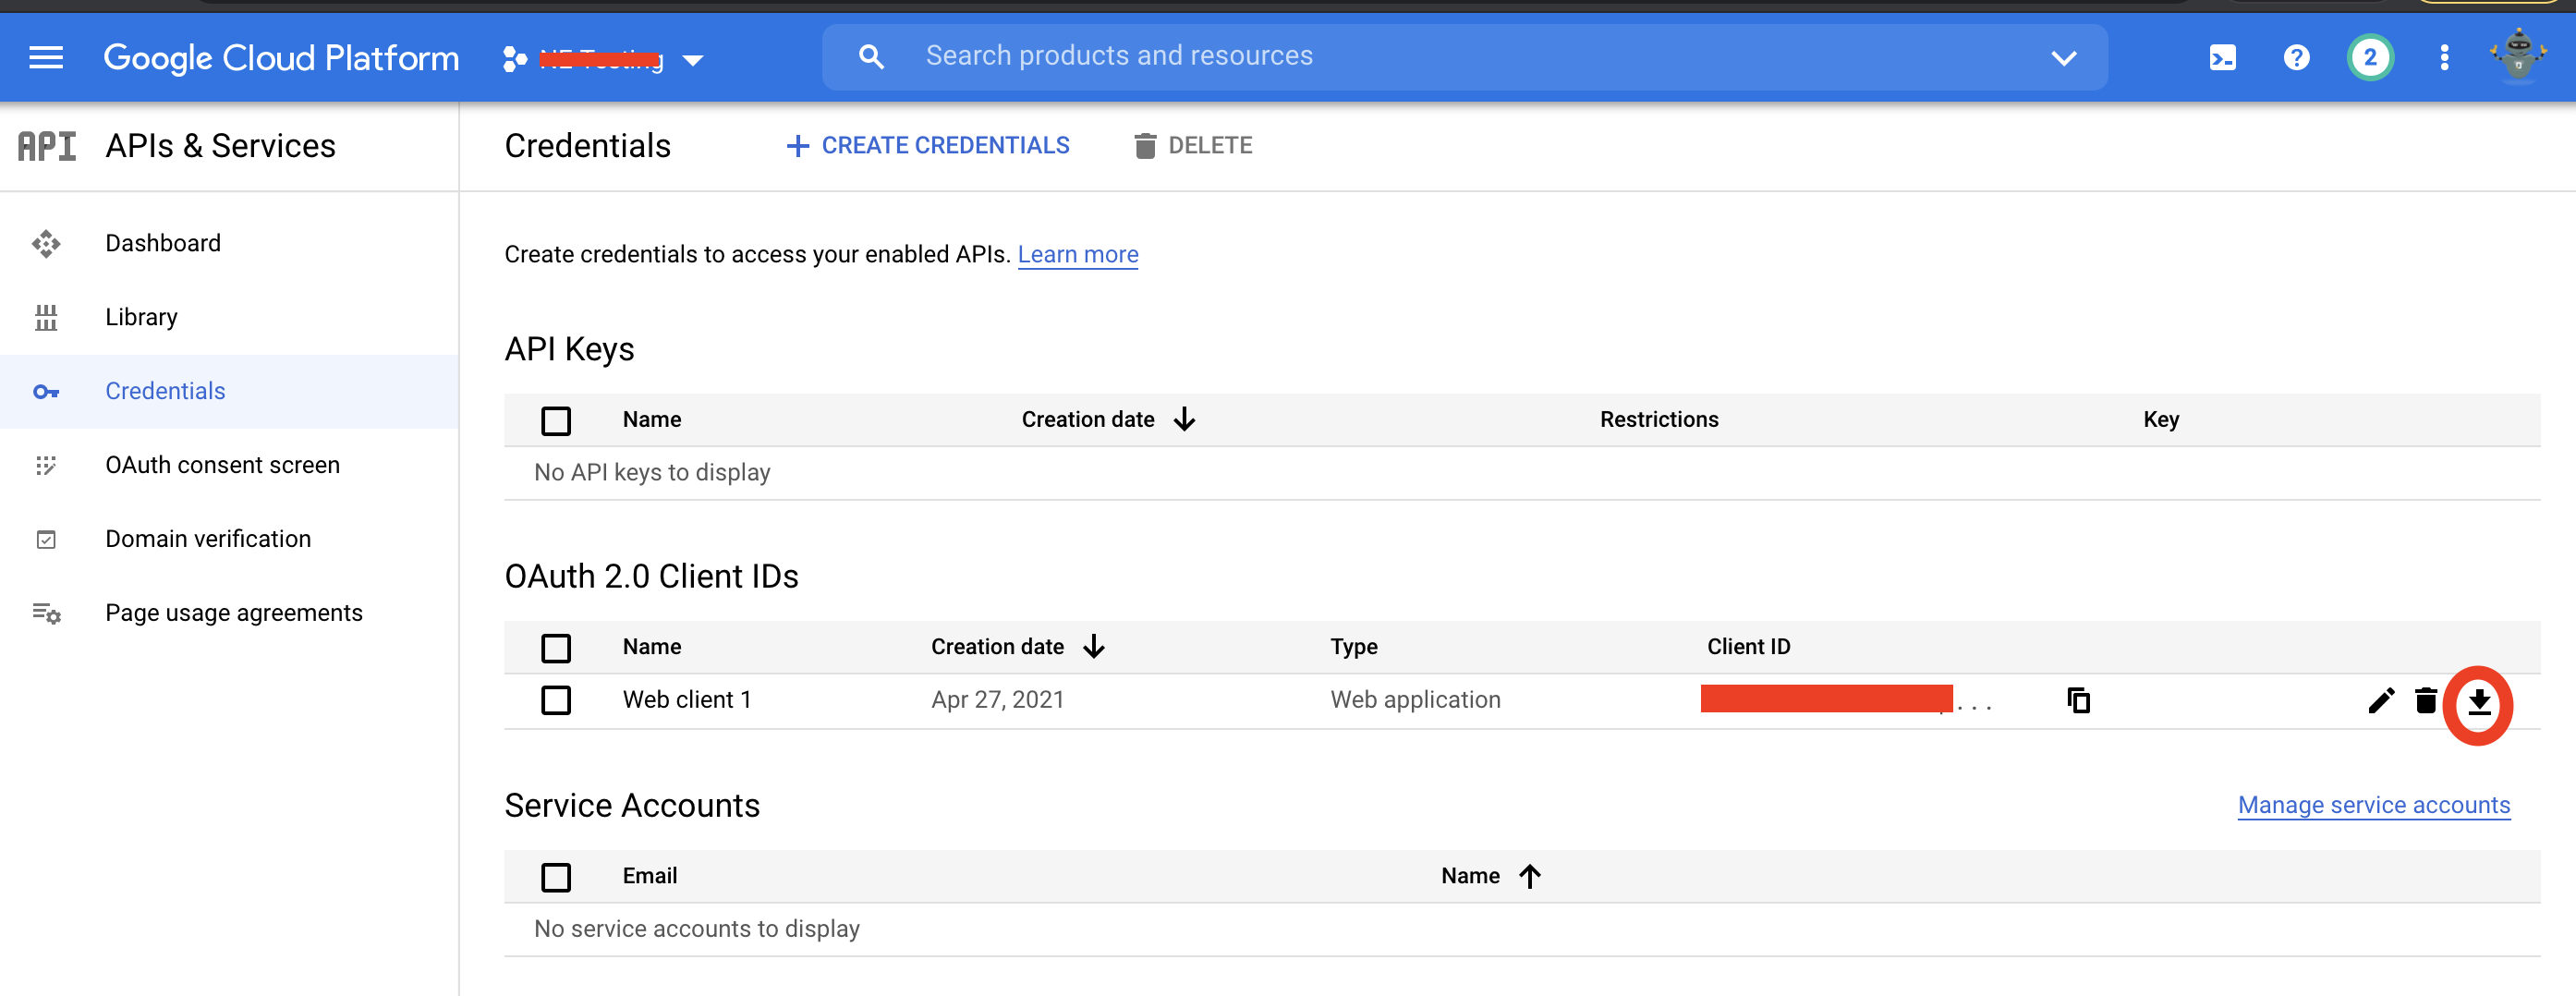 Google Cloud Platform
Search products and resources
2
API APIs & Services
Credentials
CREATE CREDENTIALS
DELETE
Dashboard
Library
Credentials
OAuth consent screen
Domain verification
Page usage agreements
Create credentials to access your enabled APIs. Learn more
API Keys
Name Creation date Restrictions Key
No API keys to display
OAuth 2.0 Client IDs
Name Creation date Type Client ID
Web client 1 Apr 27, 2021 Web application ...
Service Accounts
Manage service accounts
Email Name
No service accounts to display